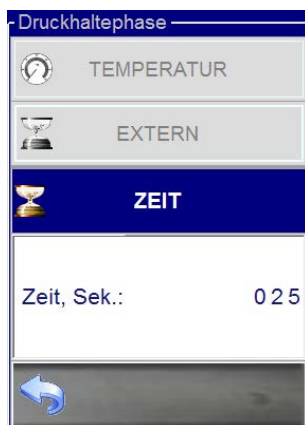 Druckhaltephase
TEMPERATUR
EXTERN
ZEIT
Zeit, Sek.: 025